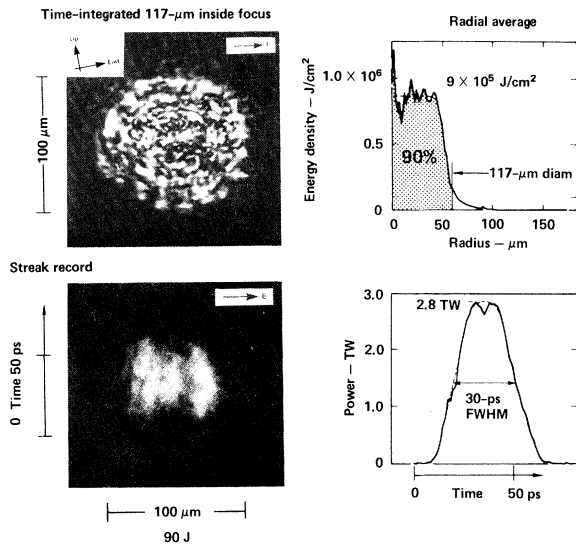 Time-integrated 117-μm inside focus
Up
East
E
100 μm
Radial average
Energy density — J/cm²
1.0 × 10⁶
0.5
0
9 × 10⁵ J/cm²
90%
117-μm diam
0
50
100
150
Radius — μm
Streak record
E
0 Time 50 ps
100 μm
90 J
Power — TW
3.0
2.0
1.0
0
2.8 TW
30-ps
FWHM
0
Time
50 ps